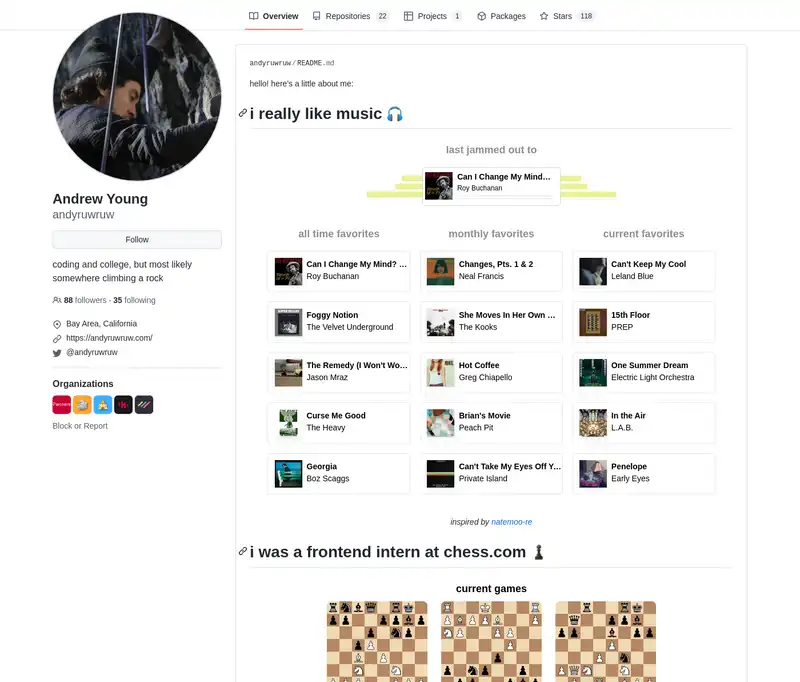 Overview Repositories 22 Projects 1 Packages Stars 118
andyruwruw/README.md
hello! here's a little about me:
i really like music
last jammed out to
Can I Change My Mind...
Roy Buchanan
all time favorites monthly favorites current favorites
Can I Change My Mind? ... Changes, Pts. 1 & 2 Can't Keep My Cool
Roy Buchanan Neal Francis Leland Blue
Foggy Notion She Moves In Her Own ... 15th Floor
The Velvet Underground The Kooks PREP
The Remedy (I Won't Wo... Hot Coffee One Summer Dream
Jason Mraz Greg Chiapello Electric Light Orchestra
Curse Me Good Brian's Movie In the Air
The Heavy Peach Pit L.A.B.
Georgia Can't Take My Eyes Off Y... Penelope
Boz Scaggs Private Island Early Eyes
inspired by natemoo-re
i was a frontend intern at chess.com
current games
Andrew Young
andyruwruw
Follow
coding and college, but most likely
somewhere climbing a rock
88 followers · 35 following
Bay Area, California
https://andyruwruw.com/
@andyruwruw
Organizations
Block or Report